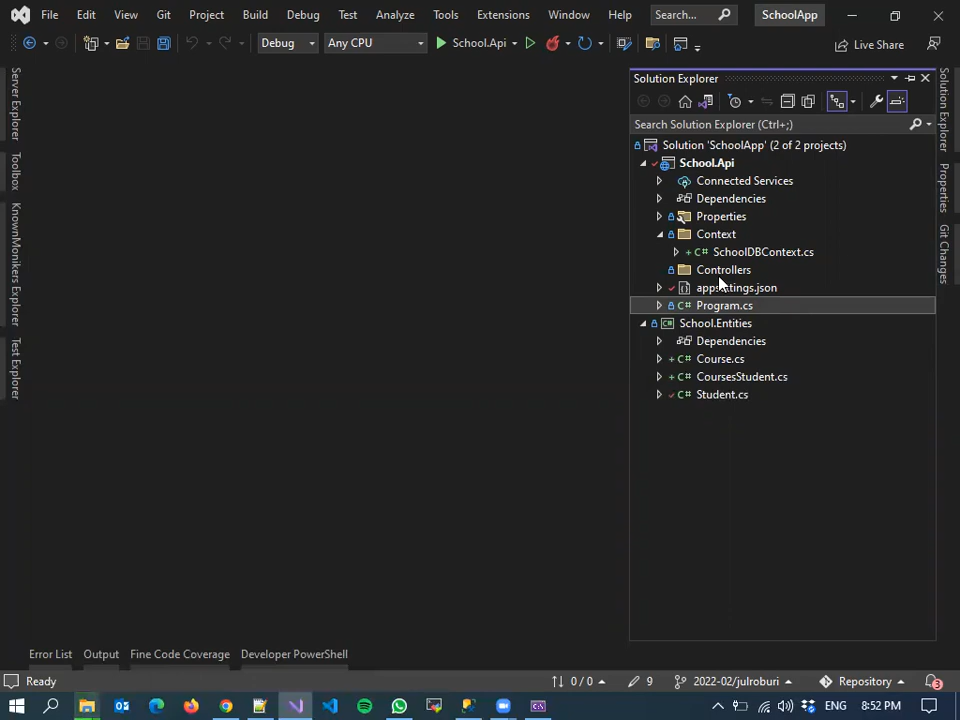 File Edit View Git Project Build Debug Test Analyze Tools Extensions Window Help Search... SchoolApp
Debug Any CPU School.Api Live Share
Server Explorer
Toolbox
KnownMonikers Explorer
Test Explorer
Solution Explorer
Search Solution Explorer (Ctrl+;)
Solution 'SchoolApp' (2 of 2 projects)
School.Api
Connected Services
Dependencies
Properties
Context
C# SchoolDBContext.cs
Controllers
appsettings.json
C# Program.cs
C# School.Entities
Dependencies
C# Course.cs
C# CoursesStudent.cs
C# Student.cs
Solution Explorer
Properties
Git Changes
Error List Output Fine Code Coverage Developer PowerShell
Ready 0 / 0 9 2022-02/julroburi Repository 3
ENG 8:52 PM